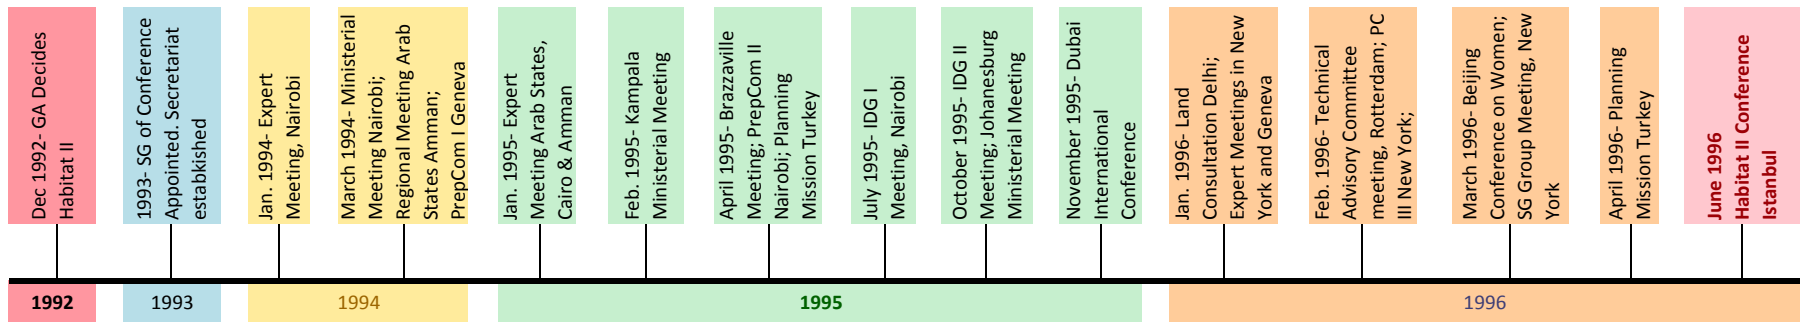 Dec 1992- GA Decides
Habitat II
1993- SG of Conference
Appointed. Secretariat
estabkished
Jan. 1994- Expert
Meeting, Nairobi
March 1994- Ministerial
Meeting Nairobi;
Regional Meeting Arab
States Amman;
PrepCom I Geneva
Jan. 1995- Expert
Meeting Arab States,
Cairo & Amman
Feb. 1995- Kampala
Ministerial Meeting
April 1995- Brazzaville
Meeting; PrepCom II
Nairobi; Planning
Mission Turkey
July 1995- IDG I
Meeting, Nairobi
October 1995- IDG II
Meeting; Johanesburg
Ministerial Meeting
November 1995- Dubai
International
Conference
Jan. 1996- Land
Consultation Delhi;
Expert Meetings in New
York and Geneva
Feb. 1996- Technical
Advisory Committee
meeting, Rotterdam; PC
III New York;
March 1996- Beijing
Conference on Women;
SG Group Meeting, New
York
April 1996- Planning
Mission Turkey
June 1996
Habitat II Conference
Istanbul
1992
1993
1994
1995
1996